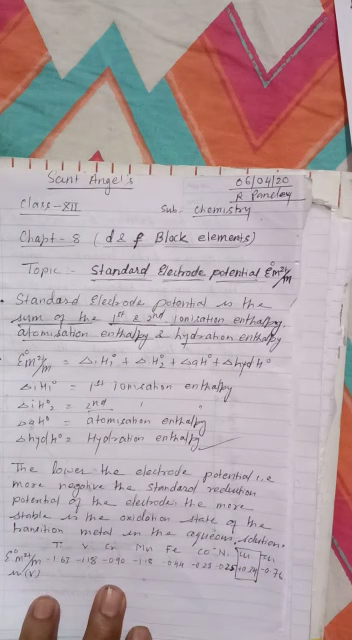 Saint Angel's
06/04/20
R Pandey
Class - XII
Sub. Chemistry
Chapt - 8 ( d & f Block elements)
Topic :- Standard Electrode potential E°m²⁺/m
• Standard Electrode potential is the
sum of the 1st & 2nd ionization enthalpy.
atomisation enthalpy & hydration enthalpy
E°m²⁺/m = ΔiH₁° + ΔiH₂° + ΔaH° + ΔhydH°
ΔiH₁° = 1st ionisation enthalpy
ΔiH°₂ = 2nd " "
ΔaH° = atomisation enthalpy
ΔhydH° = Hydration enthalpy
The lower the electrode potential i.e
more negative the standard reduction
potential of the electrode the more
stable is the oxidation state of the
transition metal in the aqueous solution.
Ti V Cr Mn Fe Co Ni Cu Zn
E°m²⁺/m -1.63 -1.18 -0.90 -1.18 -0.44 -0.28 -0.25 +0.34 -0.76
in (V)